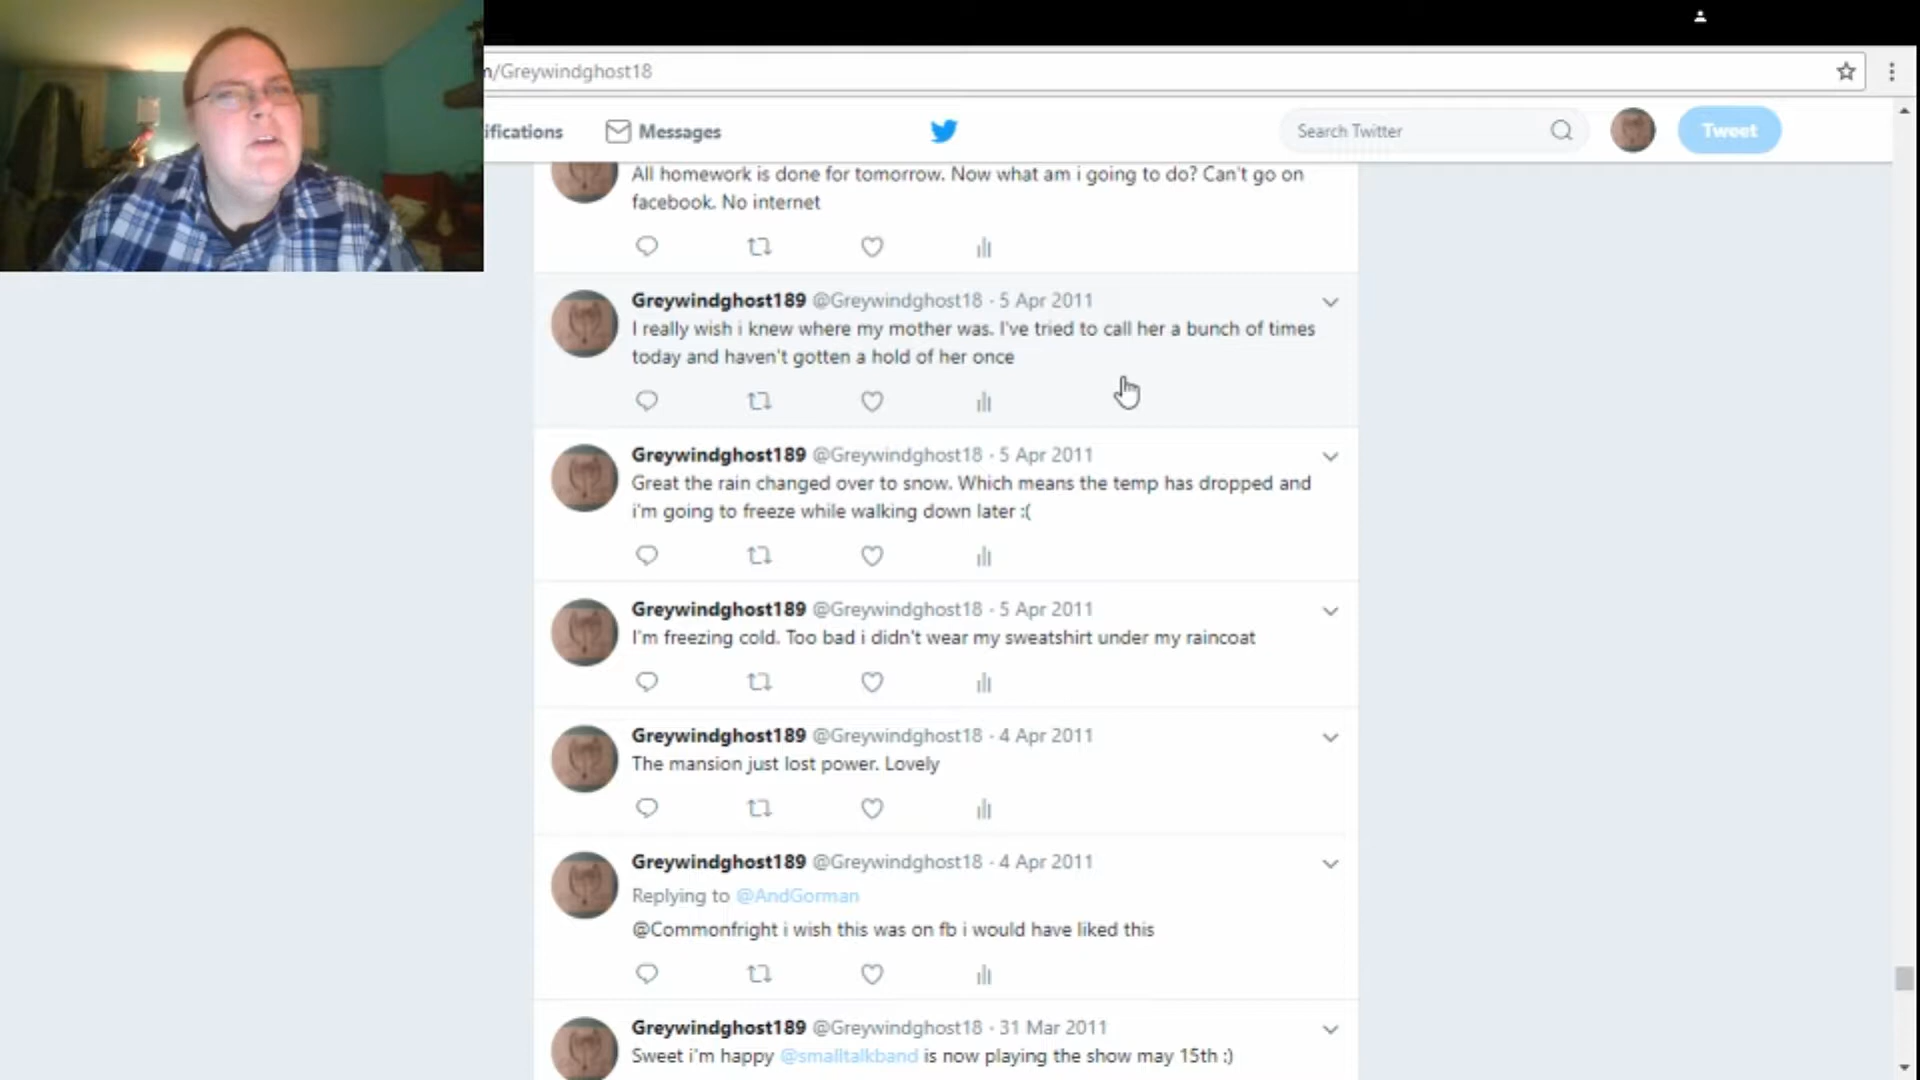 n/Greywindghost18
ifications
Messages
Search Twitter
Tweet
All homework is done for tomorrow. Now what am i going to do? Can't go on
facebook. No internet
Greywindghost189 @Greywindghost18 · 5 Apr 2011
I really wish i knew where my mother was. I've tried to call her a bunch of times
today and haven't gotten a hold of her once
Greywindghost189 @Greywindghost18 · 5 Apr 2011
Great the rain changed over to snow. Which means the temp has dropped and
i'm going to freeze while walking down later :(
Greywindghost189 @Greywindghost18 · 5 Apr 2011
I'm freezing cold. Too bad i didn't wear my sweatshirt under my raincoat
Greywindghost189 @Greywindghost18 · 4 Apr 2011
The mansion just lost power. Lovely
Greywindghost189 @Greywindghost18 · 4 Apr 2011
Replying to @AndGorman
@Commonfright i wish this was on fb i would have liked this
Greywindghost189 @Greywindghost18 · 31 Mar 2011
Sweet i'm happy @smalltalkband is now playing the show may 15th :)